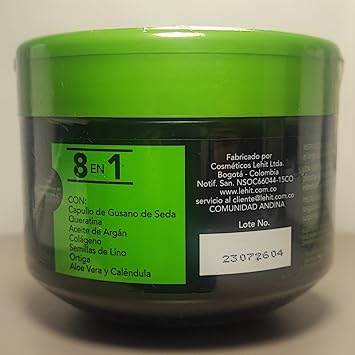 8 EN 1
CON:
Capullo de Gusano de Seda
Queratina
Aceite de Argán
Colágeno
Semillas de Lino
Ortiga
Aloe Vera y Caléndula
Fabricado por
Cosméticos Lehit Ltda.
Bogotá - Colombia
Notif. San. NSOC66044-15CO
www.lehit.com.co
servicio al cliente@lehit.com.co
COMUNIDAD ANDINA
Lote No.
23072604